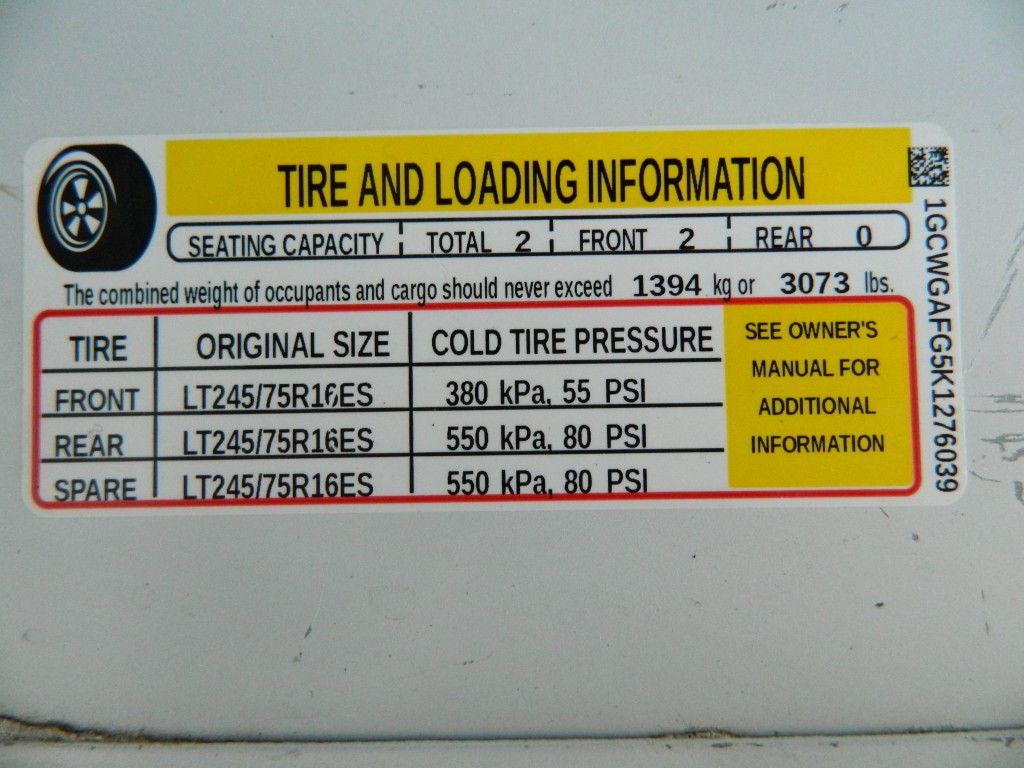 TIRE AND LOADING INFORMATION
SEATING CAPACITY TOTAL 2 FRONT 2 REAR 0
The combined weight of occupants and cargo should never exceed 1394 kg or 3073 lbs.
TIRE ORIGINAL SIZE COLD TIRE PRESSURE
FRONT LT245/75R16ES 380 kPa, 55 PSI
REAR LT245/75R16ES 550 kPa, 80 PSI
SPARE LT245/75R16ES 550 kPa, 80 PSI
SEE OWNER'S
MANUAL FOR
ADDITIONAL
INFORMATION
1GCWGAFG5K1276039